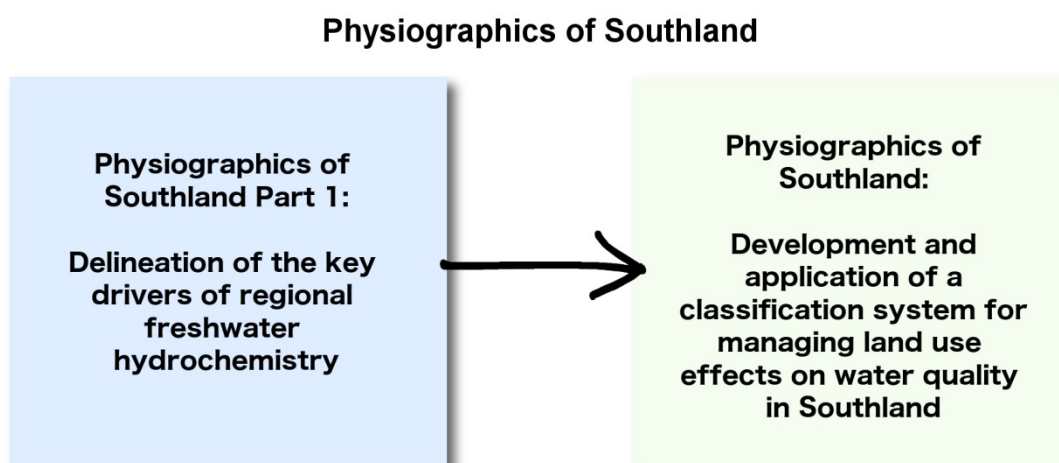 Physiographics of Southland
Physiographics of
Southland Part 1:
Delineation of the key
drivers of regional
freshwater
hydrochemistry
Physiographics of
Southland:
Development and
application of a
classification system for
managing land use
effects on water quality
in Southland